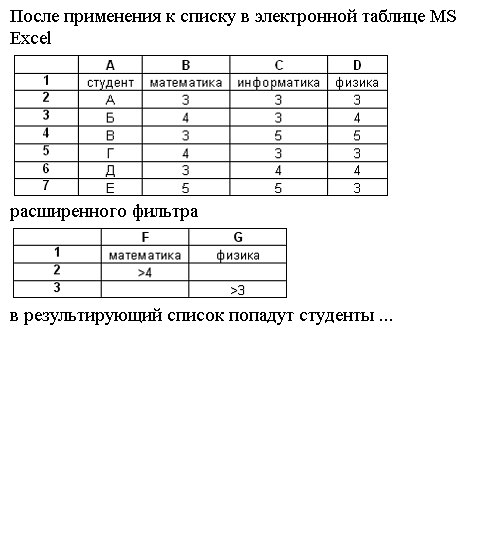 После применения к списку в электронной таблице MS
Excel
A B C D
1 студент математика информатика физика
2 А 3 3 3
3 Б 4 3 4
4 В 3 5 5
5 Г 4 3 3
6 Д 3 4 4
7 Е 5 5 3
расширенного фильтра
F G
1 математика физика
2 >4
3 >3
в результирующий список попадут студенты ...